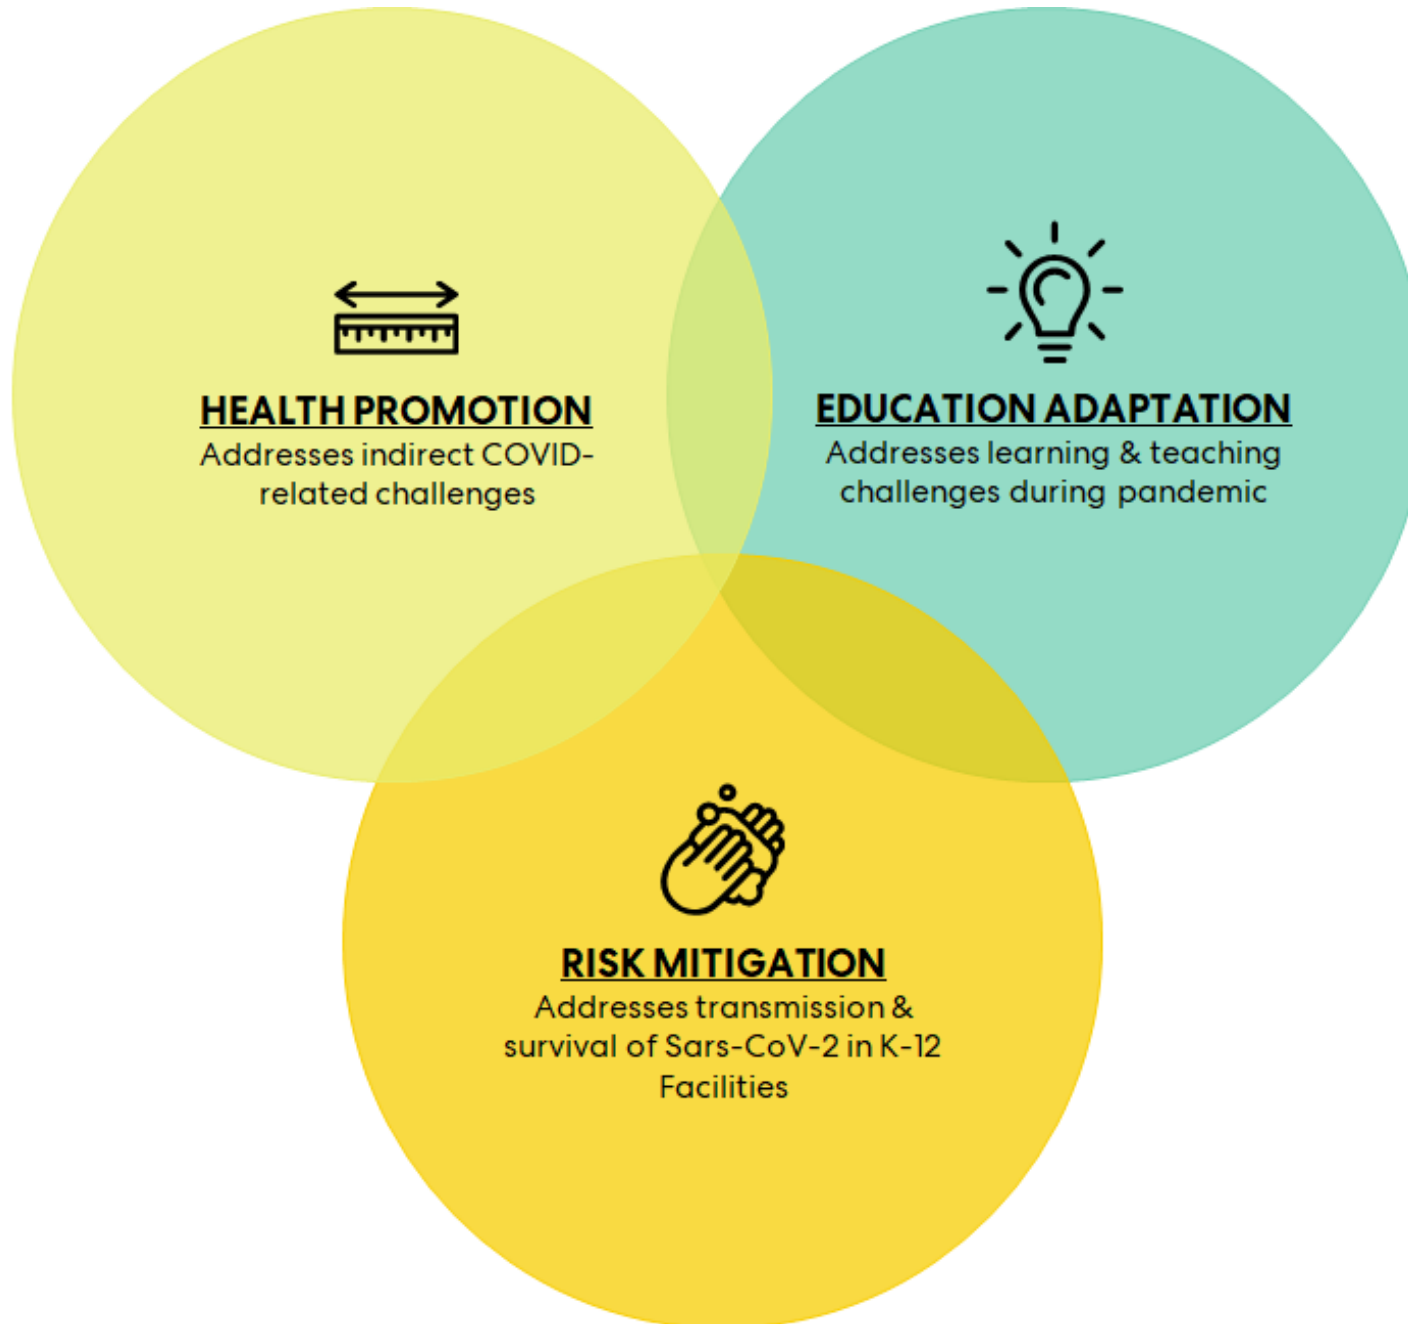 HEALTH PROMOTION
Addresses indirect COVID-
related challenges
EDUCATION ADAPTATION
Addresses learning & teaching
challenges during pandemic
RISK MITIGATION
Addresses transmission &
survival of Sars-CoV-2 in K-12
Facilities